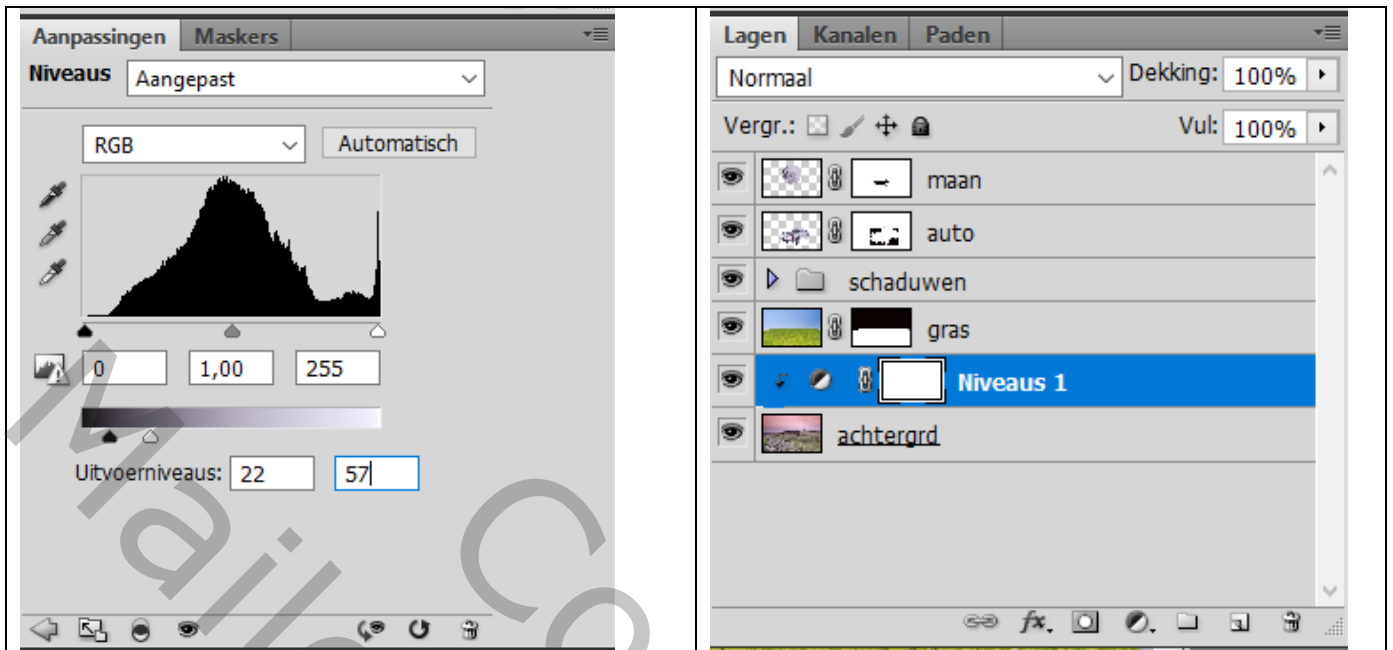 Aanpassingen Maskers
Niveaus Aangepast
RGB Automatisch
0 1,00 255
Uitvoerniveaus: 22 57
Lagen Kanalen Paden
Normaal Dekking: 100%
Vergr.: Vul: 100%
maan
auto
schaduwen
gras
Niveaus 1
achtergrd
fx.